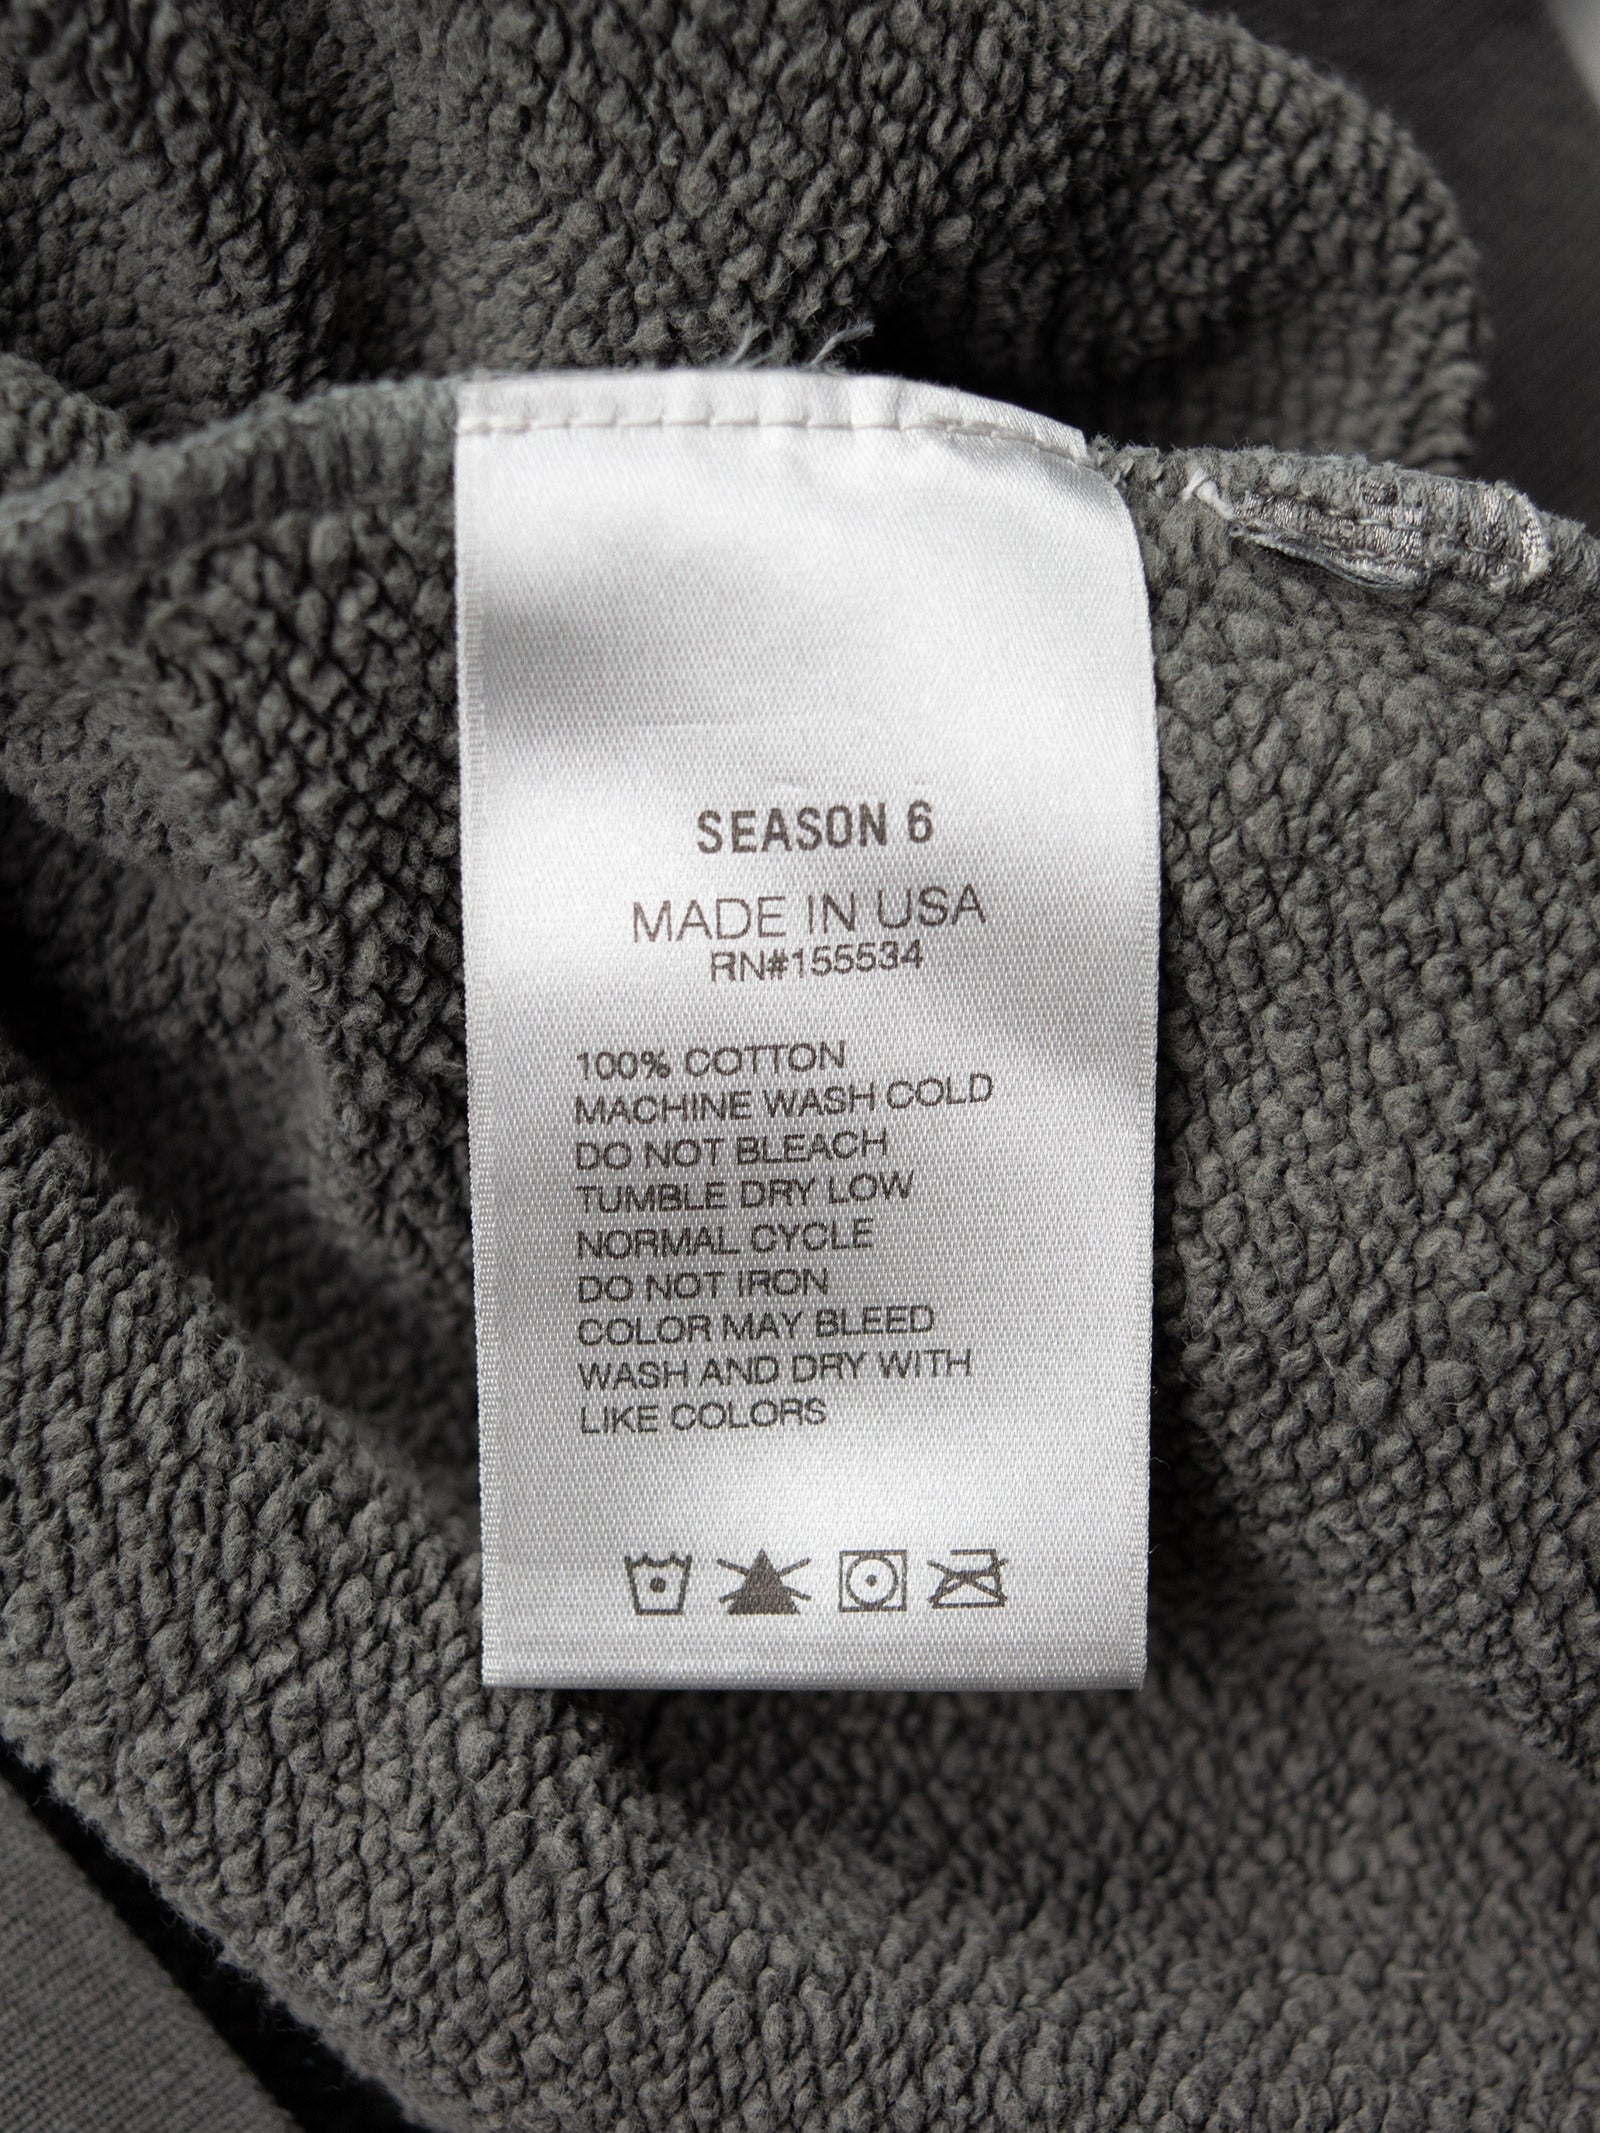 SEASON 6
MADE IN USA
RN#155534
100% COTTON
MACHINE WASH COLD
DO NOT BLEACH
TUMBLE DRY LOW
NORMAL CYCLE
DO NOT IRON
COLOR MAY BLEED
WASH AND DRY WITH
LIKE COLORS